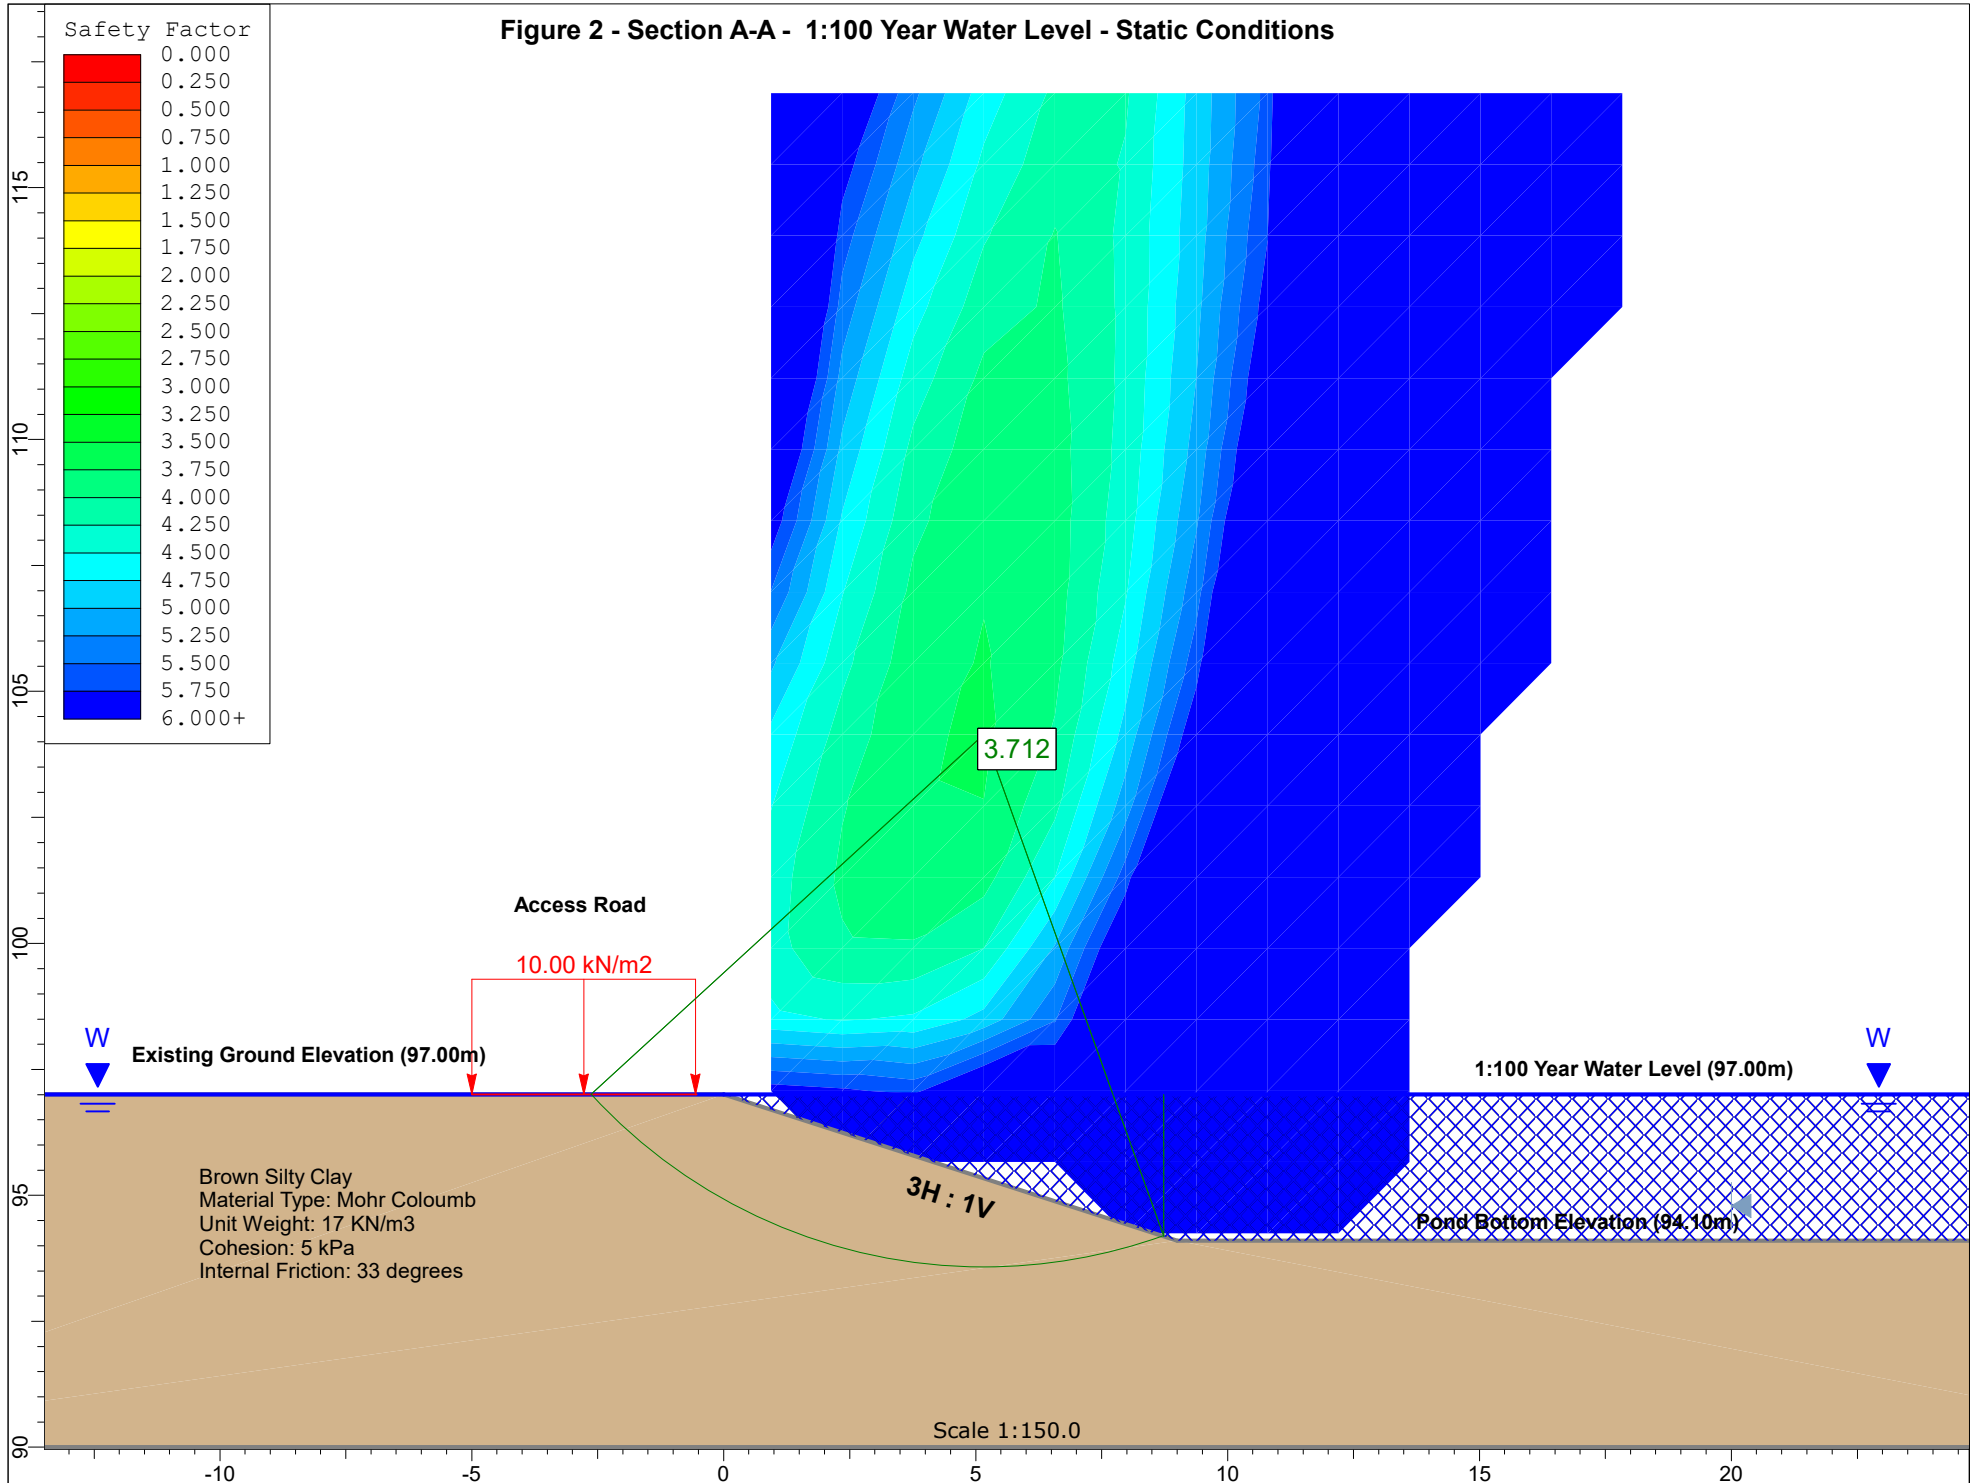 Figure 2 - Section A-A - 1:100 Year Water Level - Static Conditions
Safety Factor
0.000
0.250
0.500
0.750
1.000
1.250
1.500
1.750
2.000
2.250
2.500
2.750
3.000
3.250
3.500
3.750
4.000
4.250
4.500
4.750
5.000
5.250
5.500
5.750
6.000+
115
110
105
100
95
90
3.712
Access Road
10.00 kN/m2
W
Existing Ground Elevation (97.00m)
W
1:100 Year Water Level (97.00m)
Brown Silty Clay
Material Type: Mohr Coloumb
Unit Weight: 17 KN/m3
Cohesion: 5 kPa
Internal Friction: 33 degrees
3H : 1V
Pond Bottom Elevation (94.10m)
Scale 1:150.0
-10
-5
0
5
10
15
20